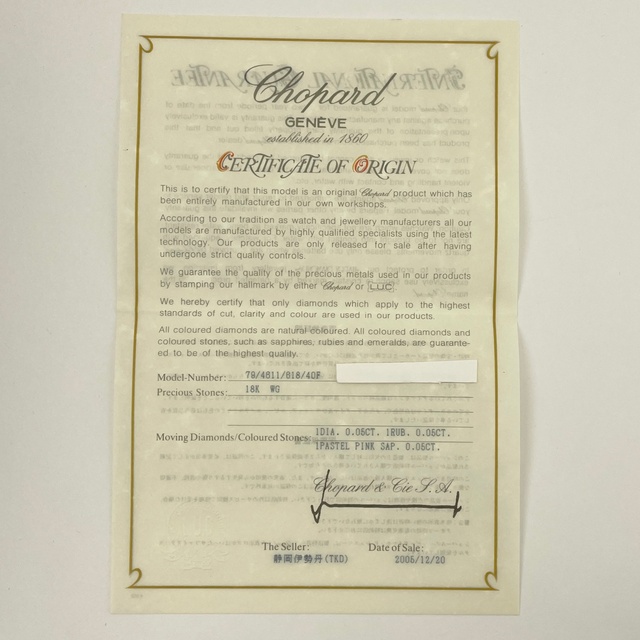 Chopard
GENÈVE
established in 1860
CERTIFICATE OF ORIGIN
This is to certify that this model is an original Chopard product which has
been entirely manufactured in our own workshops.
According to our tradition as watch and jewellery manufacturers all our
models are manufactured by highly qualified specialists using the latest
technology. Our products are only released for sale after having
undergone strict quality controls.
We guarantee the quality of the precious metals used in our products
by stamping our hallmark by either Chopard or LUC
We hereby certify that only diamonds which apply to the highest
standards of cut, clarity and colour are used in our products.
All coloured diamonds are natural coloured. All coloured diamonds and
coloured stones, such as sapphires, rubies and emeralds, are guarante-
ed to be of the highest quality.
Model-Number: 79/4611/618/40F
Precious Stones: 18K WG
Moving Diamonds/Coloured Stones: 1DIA. 0.05CT. 1RUB. 0.05CT.
1PASTEL PINK SAP. 0.05CT.
Chopard & Cie S.A.
The Seller: Date of Sale:
静岡伊勢丹(TKD) 2005/12/20